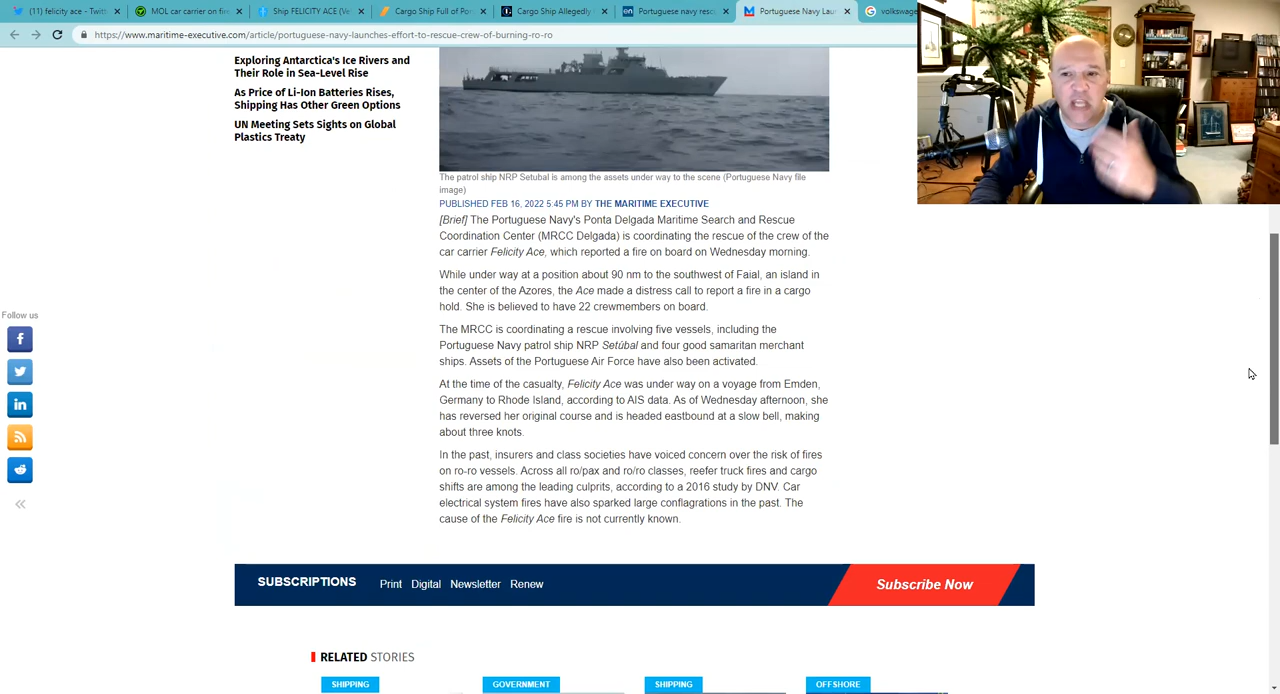 (11) felicity ace - Twitt
MOL car carrier on fire
Ship FELICITY ACE (Ve
Cargo Ship Full of Po
Cargo Ship Allegedly
Portuguese navy resc
Portuguese Navy Lau
volkswage
https://www.maritime-executive.com/article/portuguese-navy-launches-effort-to-rescue-crew-of-burning-ro-ro
Exploring Antarctica's Ice Rivers and
Their Role in Sea-Level Rise
As Price of Li-Ion Batteries Rises,
Shipping Has Other Green Options
UN Meeting Sets Sights on Global
Plastics Treaty
The patrol ship NRP Setubal is among the assets under way to the scene (Portuguese Navy file
image)
PUBLISHED FEB 16, 2022 5:45 PM BY THE MARITIME EXECUTIVE
[Brief] The Portuguese Navy's Ponta Delgada Maritime Search and Rescue
Coordination Center (MRCC Delgada) is coordinating the rescue of the crew of the
car carrier Felicity Ace, which reported a fire on board on Wednesday morning.
While under way at a position about 90 nm to the southwest of Faial, an island in
the center of the Azores, the Ace made a distress call to report a fire in a cargo
hold. She is believed to have 22 crewmembers on board.
The MRCC is coordinating a rescue involving five vessels, including the
Portuguese Navy patrol ship NRP Setúbal and four good samaritan merchant
ships. Assets of the Portuguese Air Force have also been activated.
At the time of the casualty, Felicity Ace was under way on a voyage from Emden,
Germany to Rhode Island, according to AIS data. As of Wednesday afternoon, she
has reversed her original course and is headed eastbound at a slow bell, making
about three knots.
In the past, insurers and class societies have voiced concern over the risk of fires
on ro-ro vessels. Across all ro/pax and ro/ro classes, reefer truck fires and cargo
shifts are among the leading culprits, according to a 2016 study by DNV. Car
electrical system fires have also sparked large conflagrations in the past. The
cause of the Felicity Ace fire is not currently known.
Follow us
SUBSCRIPTIONS Print Digital Newsletter Renew Subscribe Now
RELATED STORIES
SHIPPING GOVERNMENT SHIPPING OFFSHORE